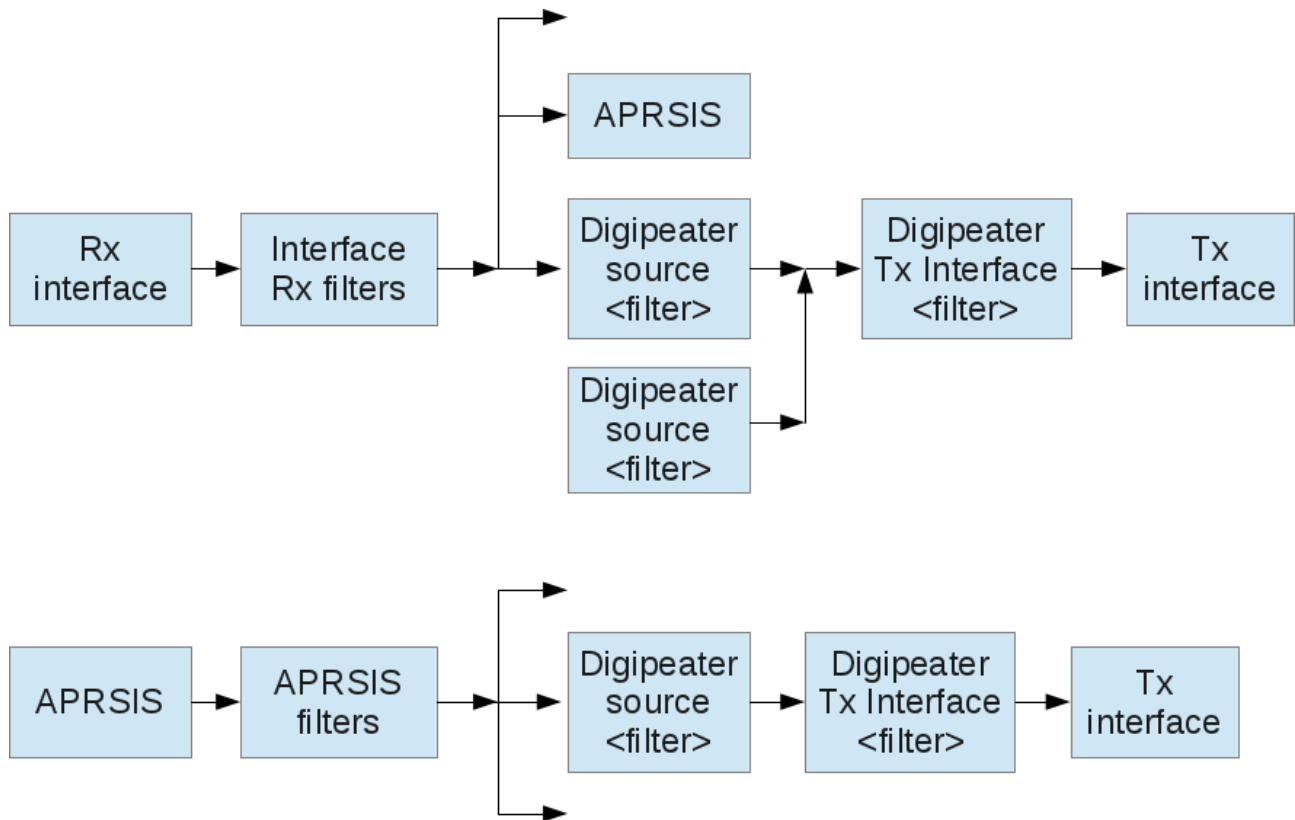 APRSIS
Rx
interface
Interface
Rx filters
Digipeater
source
<filter>
Digipeater
Tx Interface
<filter>
Tx
interface
Digipeater
source
<filter>
APRSIS
APRSIS
filters
Digipeater
source
<filter>
Digipeater
Tx Interface
<filter>
Tx
interface